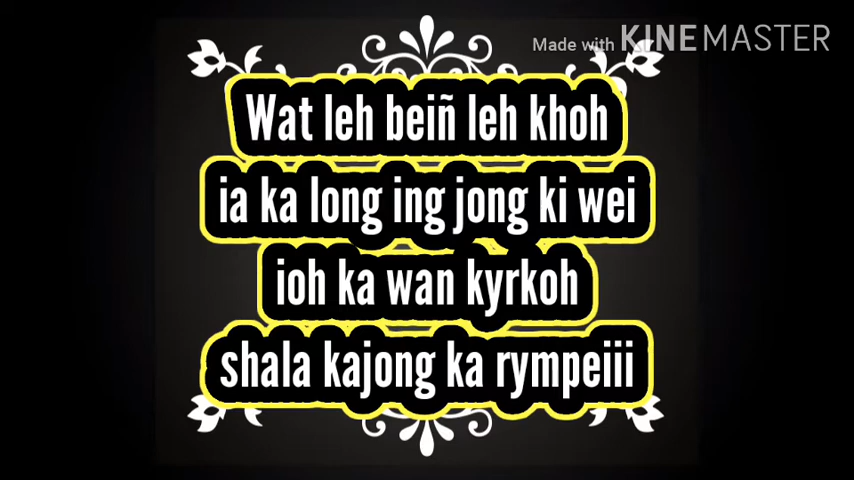 Made with KINEMASTER
Wat leh beiñ leh khoh
ia ka long ing jong ki wei
ioh ka wan kyrkoh
shala kajong ka rympeiii